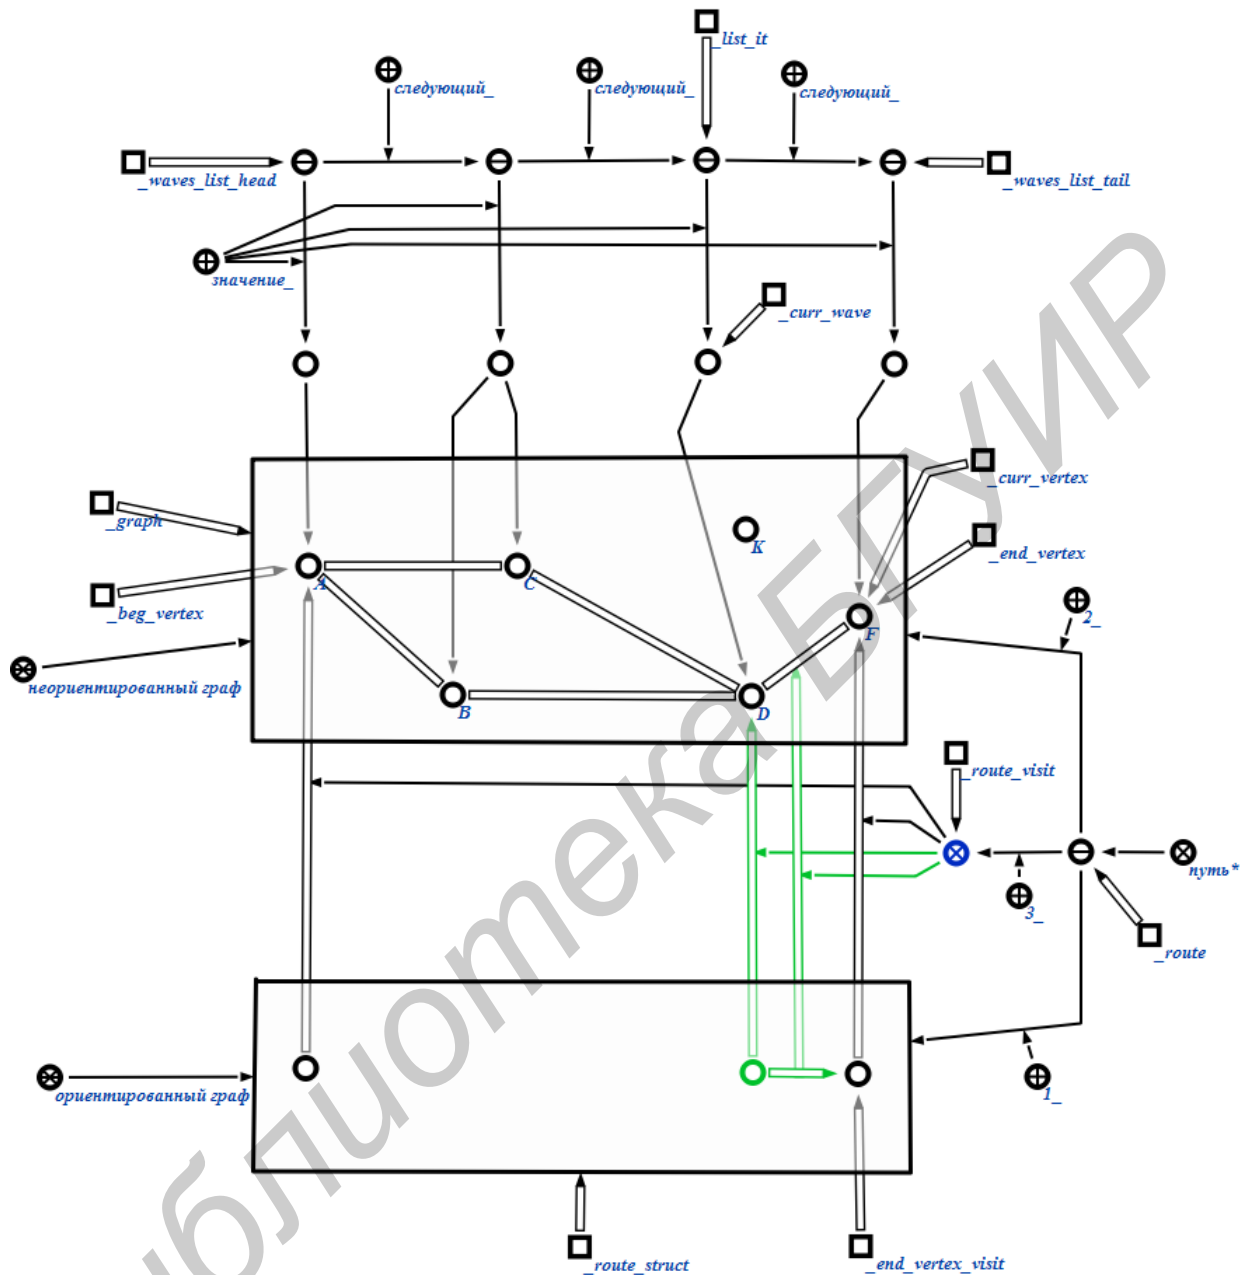 _list_it
следующий_
следующий_
следующий_
_waves_list_head
_waves_list_tail
значение_
_curr_wave
_curr_vertex
_graph
K
_end_vertex
A
C
_beg_vertex
2_
F
неориентированный граф
B
D
_route_visit
путь*
3_
_route
ориентированный граф
1_
_route_struct
_end_vertex_visit
блиотека БГУИР